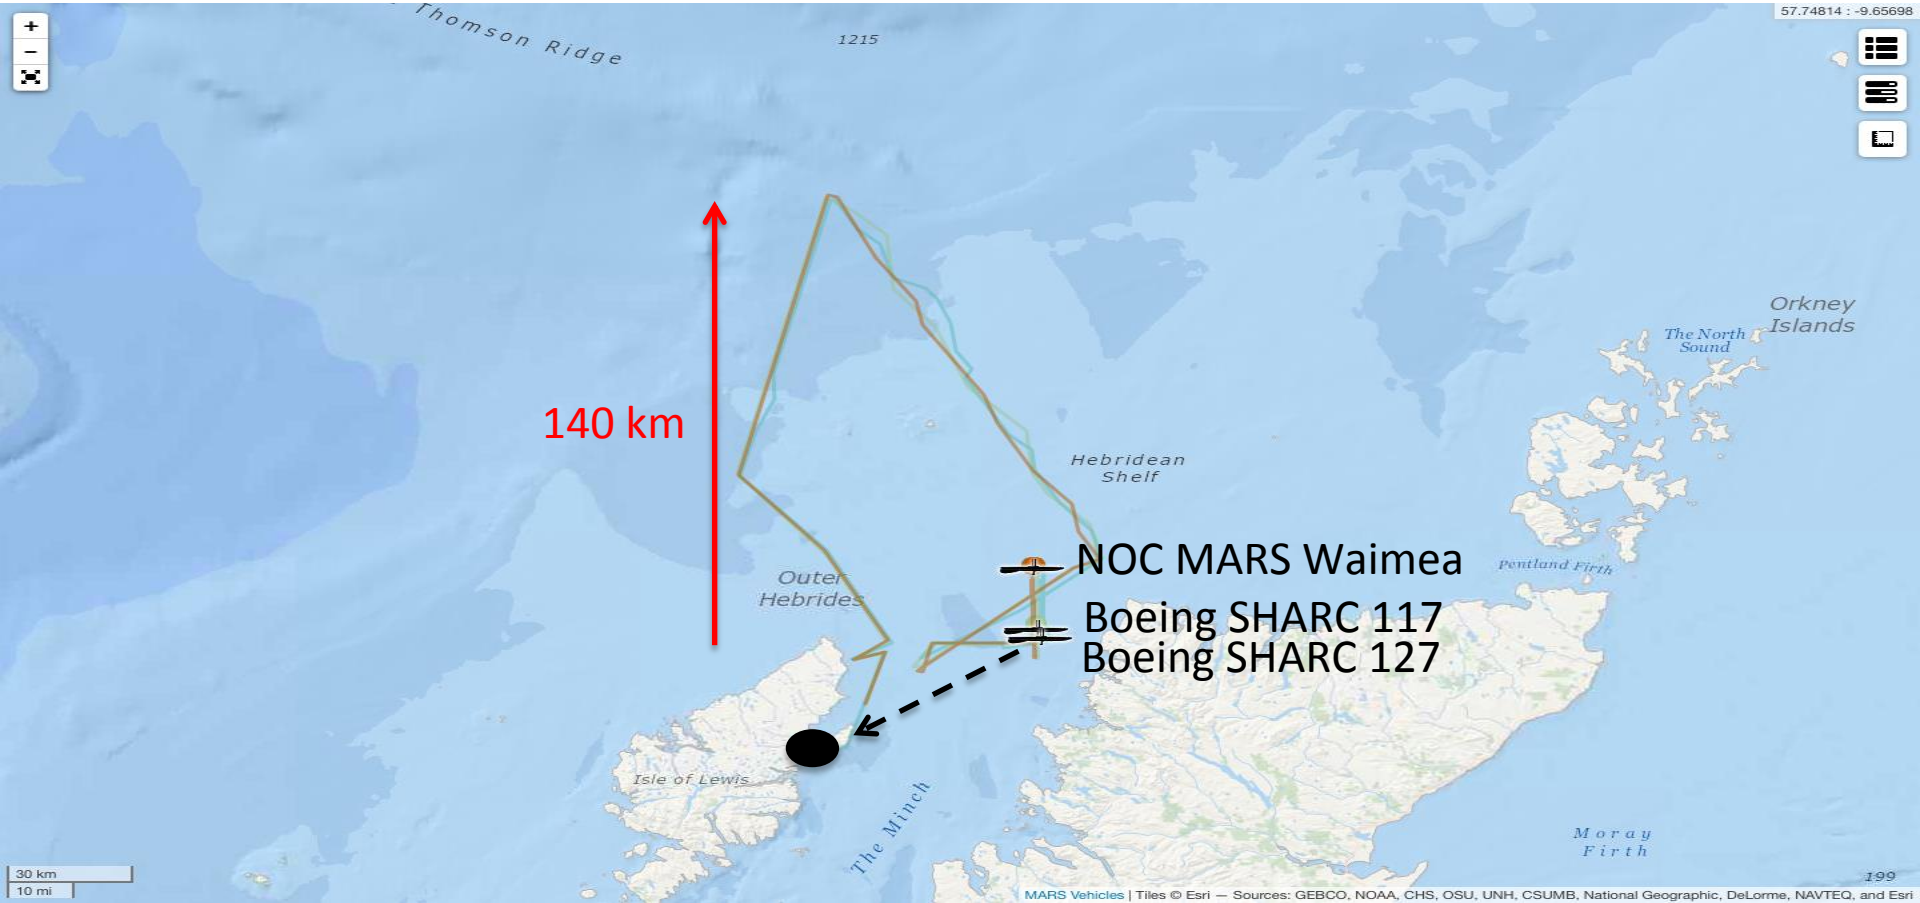 57.74814 : -9.65698
+
−
Thomson Ridge
1215
Orkney
Islands
The North
Sound
140 km
Hebridean
Shelf
NOC MARS Waimea
Pentland Firth
Outer
Hebrides
Boeing SHARC 117
Boeing SHARC 127
Isle of Lewis
The Minch
Moray
Firth
30 km
10 mi
199
MARS Vehicles | Tiles © Esri — Sources: GEBCO, NOAA, CHS, OSU, UNH, CSUMB, National Geographic, DeLorme, NAVTEQ, and Esri